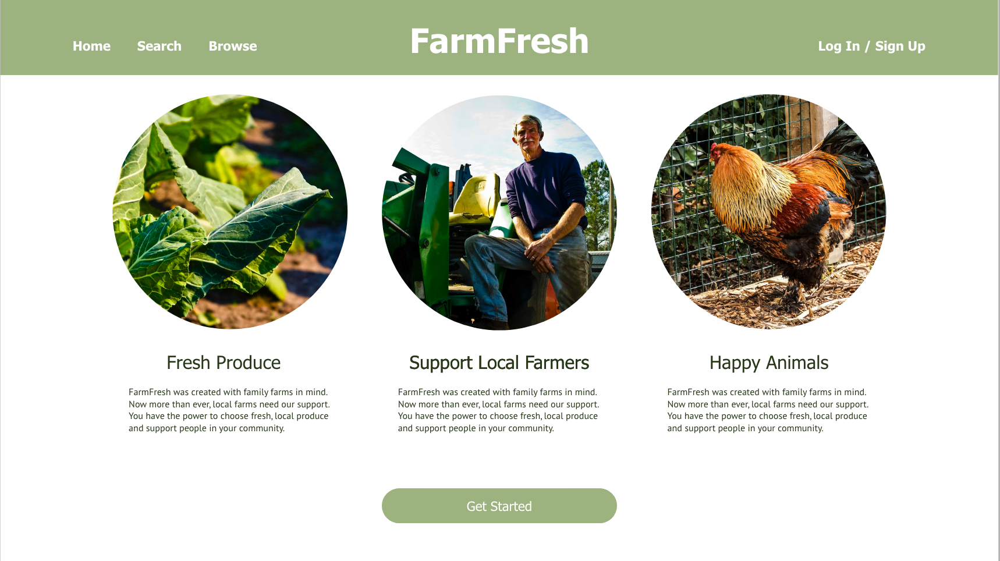 Home Search Browse FarmFresh Log In / Sign Up
Fresh Produce
FarmFresh was created with family farms in mind.
Now more than ever, local farms need our support.
You have the power to choose fresh, local produce
and support people in your community.
Support Local Farmers
FarmFresh was created with family farms in mind.
Now more than ever, local farms need our support.
You have the power to choose fresh, local produce
and support people in your community.
Happy Animals
FarmFresh was created with family farms in mind.
Now more than ever, local farms need our support.
You have the power to choose fresh, local produce
and support people in your community.
Get Started